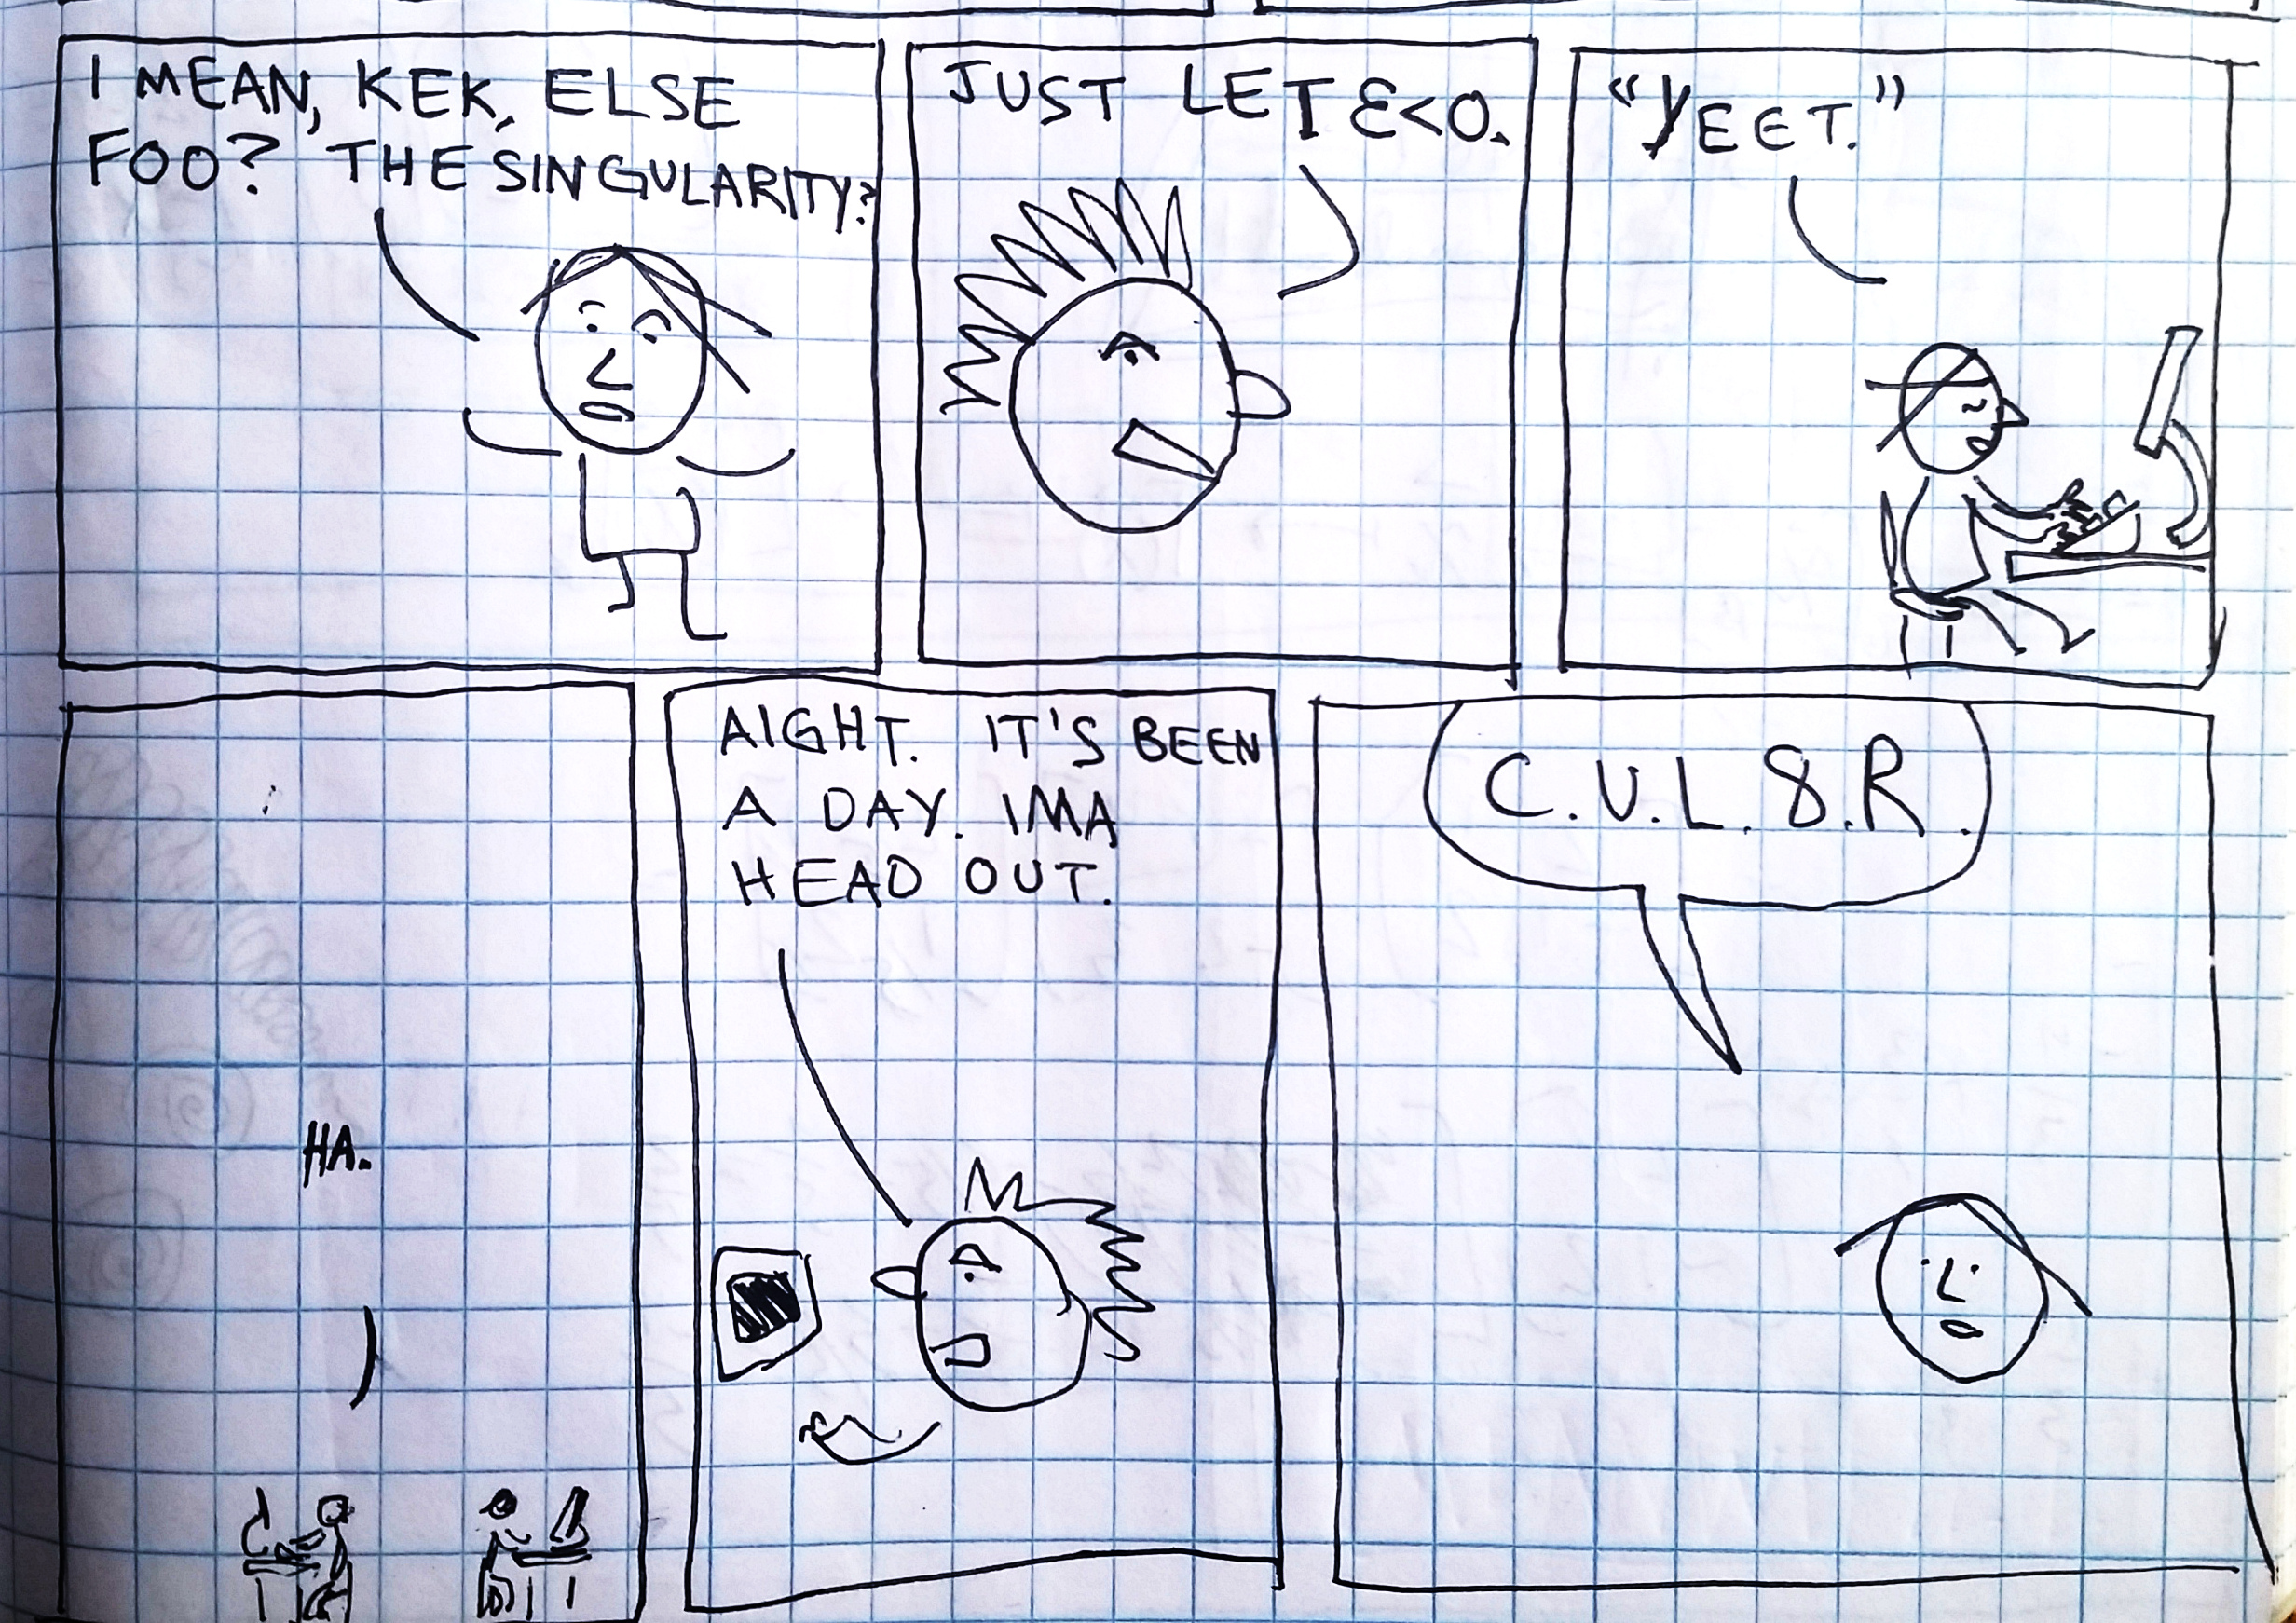 I MEAN, KEK, ELSE
FOO? THE SINGULARITY?
JUST LET ε<0.
"YEET."
HA.
AIGHT. IT'S BEEN
A DAY. IMA
HEAD OUT.
C.U.L.8.R.